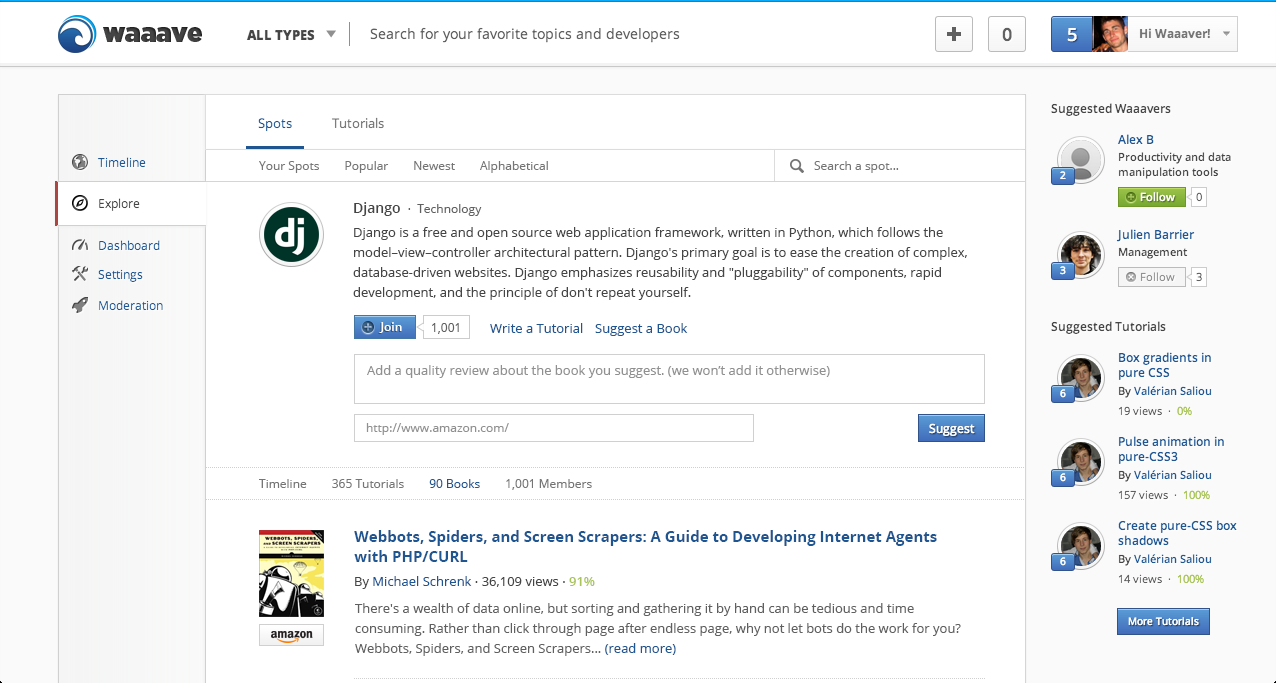 waaave
ALL TYPES
Search for your favorite topics and developers
0
5
Hi Waaaver!
Timeline
Explore
Dashboard
Settings
Moderation
Spots
Tutorials
Your Spots
Popular
Newest
Alphabetical
Search a spot...
dj
Django · Technology
Django is a free and open source web application framework, written in Python, which follows the
model–view–controller architectural pattern. Django's primary goal is to ease the creation of complex,
database-driven websites. Django emphasizes reusability and "pluggability" of components, rapid
development, and the principle of don't repeat yourself.
Join
1,001
Write a Tutorial
Suggest a Book
Add a quality review about the book you suggest. (we won't add it otherwise)
http://www.amazon.com/
Suggest
Timeline
365 Tutorials
90 Books
1,001 Members
WEBBOTS, SPIDERS,
AND SCREEN SCRAPERS
amazon
Webbots, Spiders, and Screen Scrapers: A Guide to Developing Internet Agents
with PHP/CURL
By Michael Schrenk · 36,109 views · 91%
There's a wealth of data online, but sorting and gathering it by hand can be tedious and time
consuming. Rather than click through page after endless page, why not let bots do the work for you?
Webbots, Spiders, and Screen Scrapers... (read more)
Suggested Waaavers
2
Alex B
Productivity and data
manipulation tools
Follow
0
3
Julien Barrier
Management
Follow
3
Suggested Tutorials
6
Box gradients in
pure CSS
By Valérian Saliou
19 views · 0%
6
Pulse animation in
pure-CSS3
By Valérian Saliou
157 views · 100%
6
Create pure-CSS box
shadows
By Valérian Saliou
14 views · 100%
More Tutorials